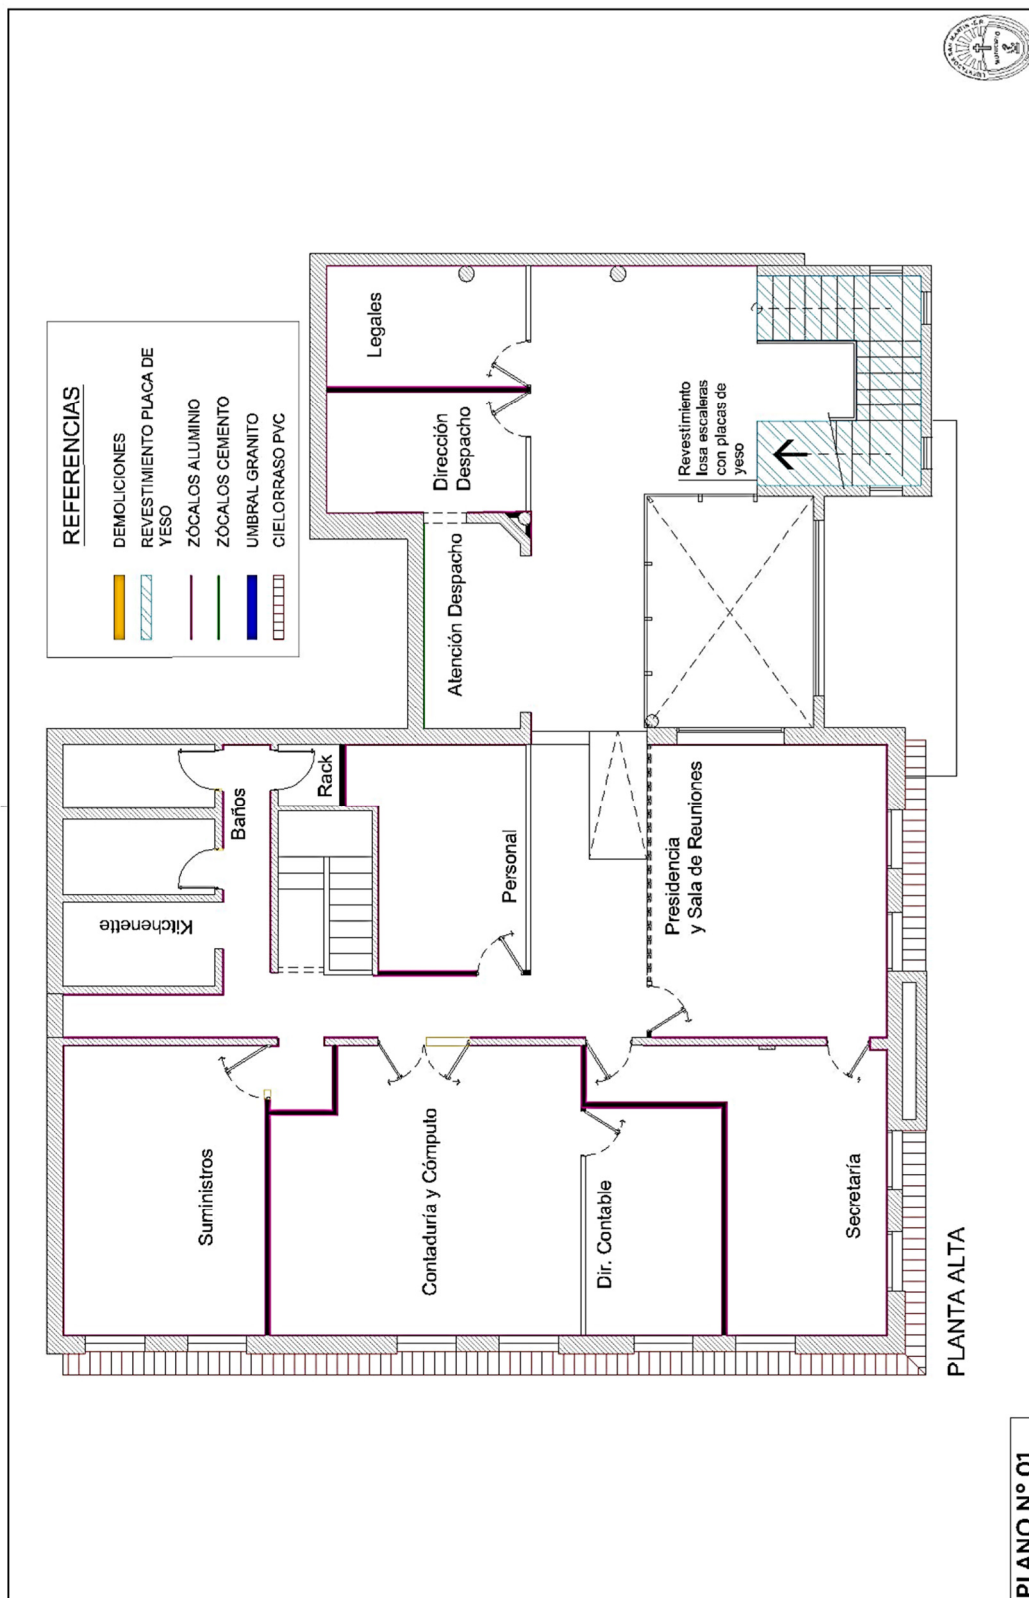 REFERENCIAS
DEMOLICIONES
REVESTIMIENTO PLACA DE
YESO
ZÓCALOS ALUMINIO
ZÓCALOS CEMENTO
UMBRAL GRANITO
CIELORRASO PVC
Kitchenette
Baños
Rack
Suministros
Atención Despacho
Dirección
Despacho
Legales
Contaduría y Cómputo
Personal
Dir. Contable
Presidencia
y Sala de Reuniones
Revestimiento
losa escaleras
con placas de
yeso
Secretaría
PLANTA ALTA
PLANO N° 01